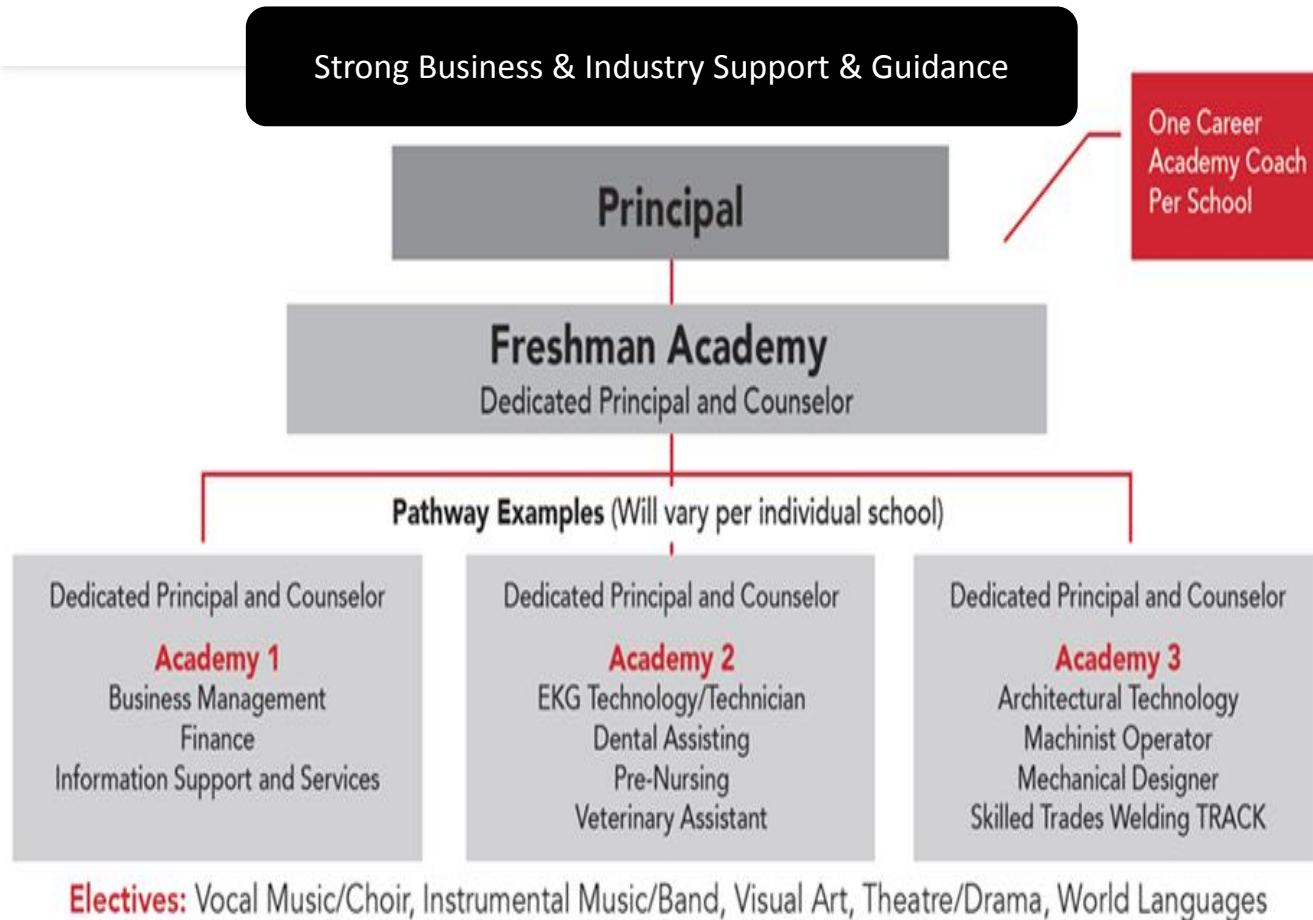 Strong Business & Industry Support & Guidance
One Career
Academy Coach
Per School
Principal
Freshman Academy
Dedicated Principal and Counselor
Pathway Examples (Will vary per individual school)
Dedicated Principal and Counselor
Academy 1
Business Management
Finance
Information Support and Services
Dedicated Principal and Counselor
Academy 2
EKG Technology/Technician
Dental Assisting
Pre-Nursing
Veterinary Assistant
Dedicated Principal and Counselor
Academy 3
Architectural Technology
Machinist Operator
Mechanical Designer
Skilled Trades Welding TRACK
Electives: Vocal Music/Choir, Instrumental Music/Band, Visual Art, Theatre/Drama, World Languages